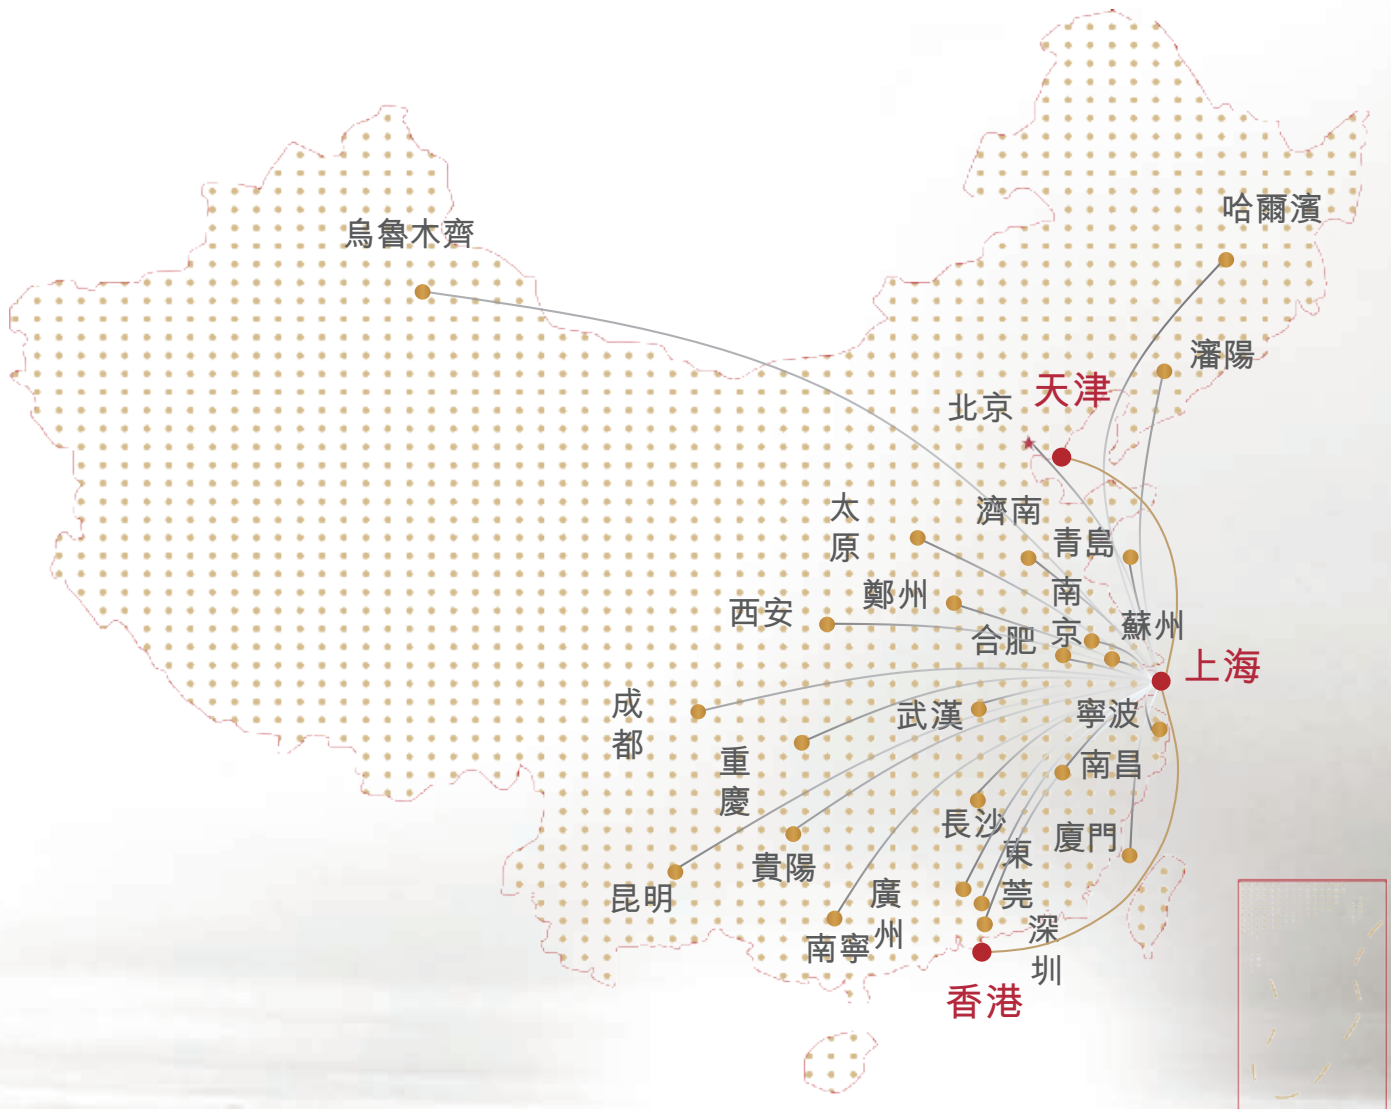 哈爾濱
烏魯木齊
瀋陽
天津
北京
太
原
濟南
青島
鄭州
南
京
西安
合肥
蘇州
上海
成
都
武漢
寧波
重
慶
南昌
長沙
廈門
東
莞
貴陽
昆明
廣
州
南寧
深
圳
香港